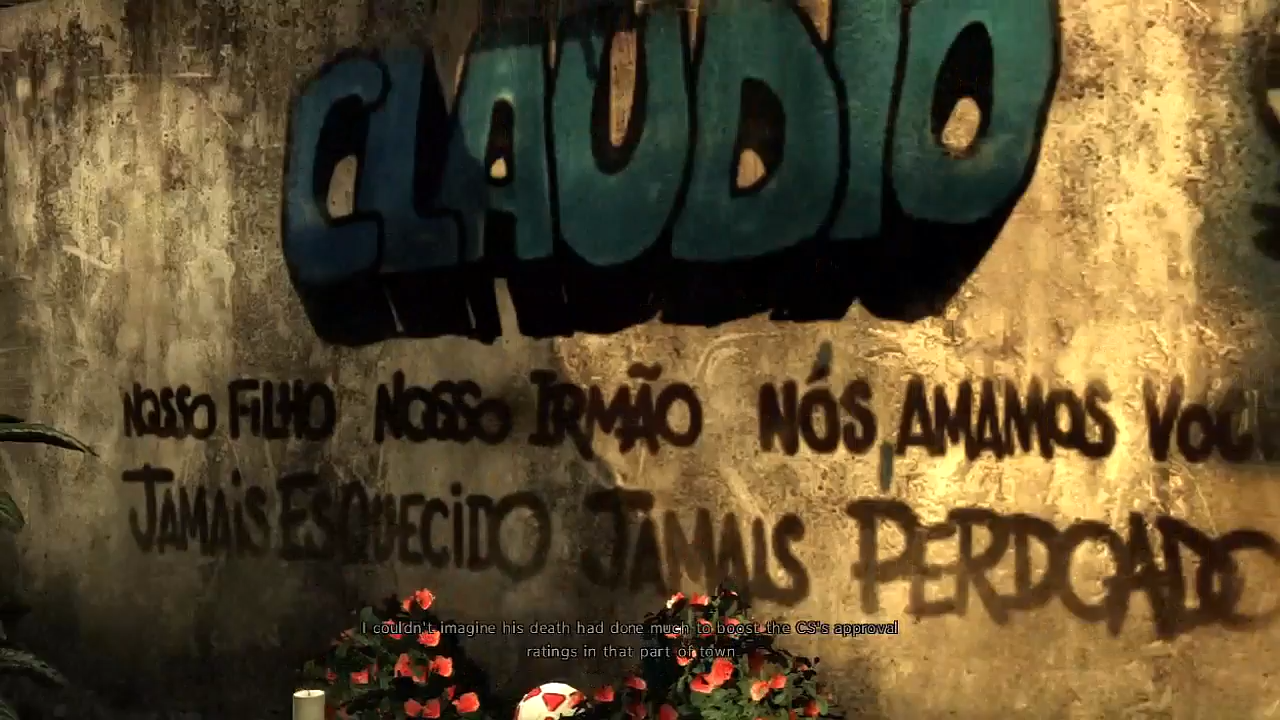 CLAUDIO
NOSSO FILHO NOSSO IRMÃO NÓS AMAMOS VOC
JAMAIS ESQUECIDO JAMAIS PERDOADO
I couldn't imagine his death had done much to boost the CS's approval
ratings in that part of town.